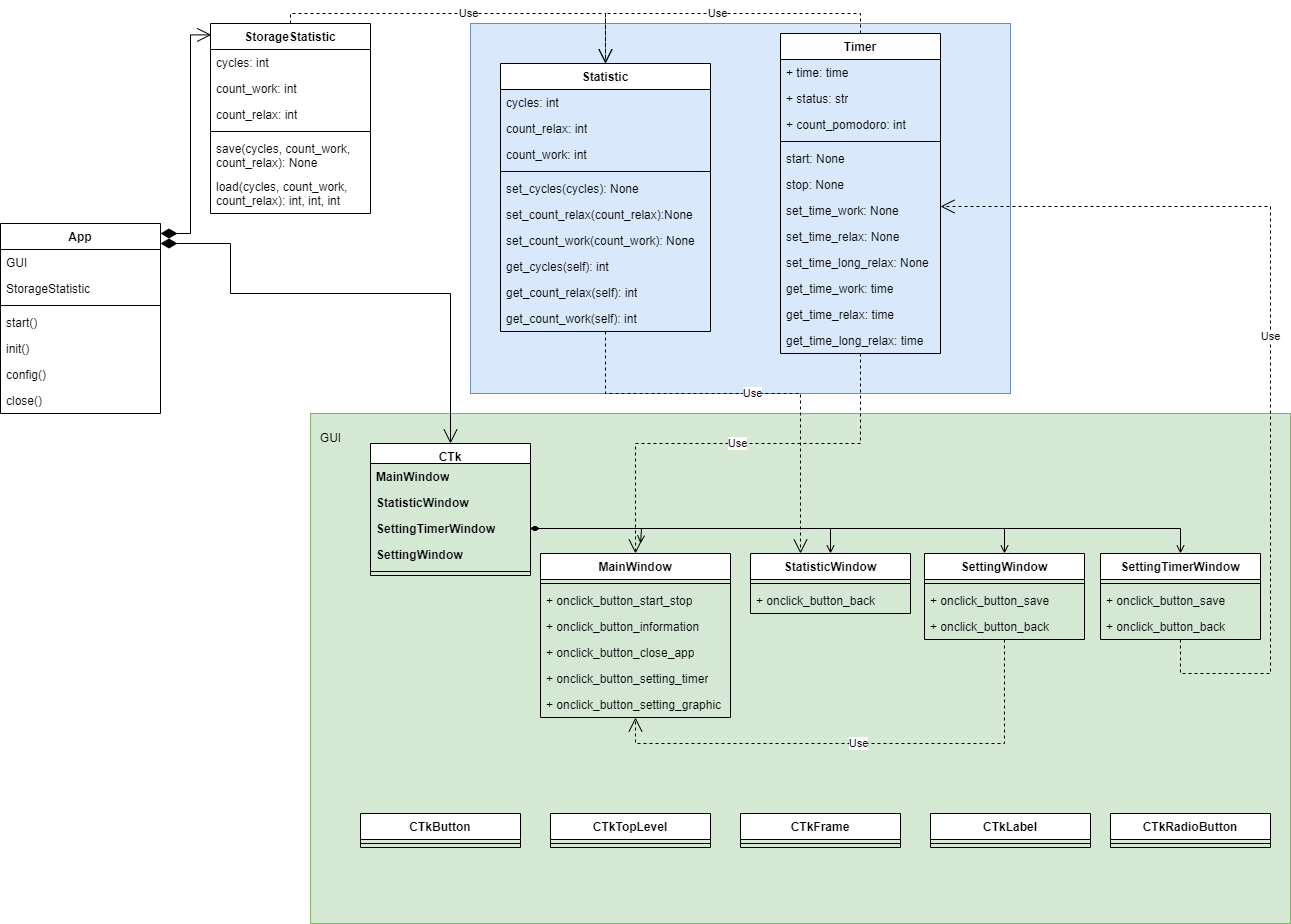 Use
Use
StorageStatistic
cycles: int
count_work: int
count_relax: int
save(cycles, count_work,
count_relax): None
load(cycles, count_work,
count_relax): int, int, int
App
GUI
StorageStatistic
start()
init()
config()
close()
Statistic
cycles: int
count_relax: int
count_work: int
set_cycles(cycles): None
set_count_relax(count_relax):None
set_count_work(count_work): None
get_cycles(self): int
get_count_relax(self): int
get_count_work(self): int
Timer
+ time: time
+ status: str
+ count_pomodoro: int
start: None
stop: None
set_time_work: None
set_time_relax: None
set_time_long_relax: None
get_time_work: time
get_time_relax: time
get_time_long_relax: time
Use
Use
Use
GUI
CTk
MainWindow
StatisticWindow
SettingTimerWindow
SettingWindow
MainWindow
+ onclick_button_start_stop
+ onclick_button_information
+ onclick_button_close_app
+ onclick_button_setting_timer
+ onclick_button_setting_graphic
StatisticWindow
+ onclick_button_back
SettingWindow
+ onclick_button_save
+ onclick_button_back
SettingTimerWindow
+ onclick_button_save
+ onclick_button_back
Use
CTkButton
CTkTopLevel
CTkFrame
CTkLabel
CTkRadioButton